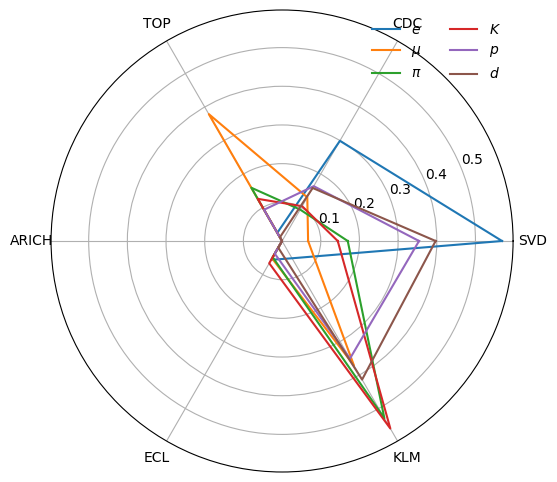 TOP
CDC
e K
μ p
π d
0.5
0.4
0.3
0.2
0.1
ARICH
SVD
ECL
KLM